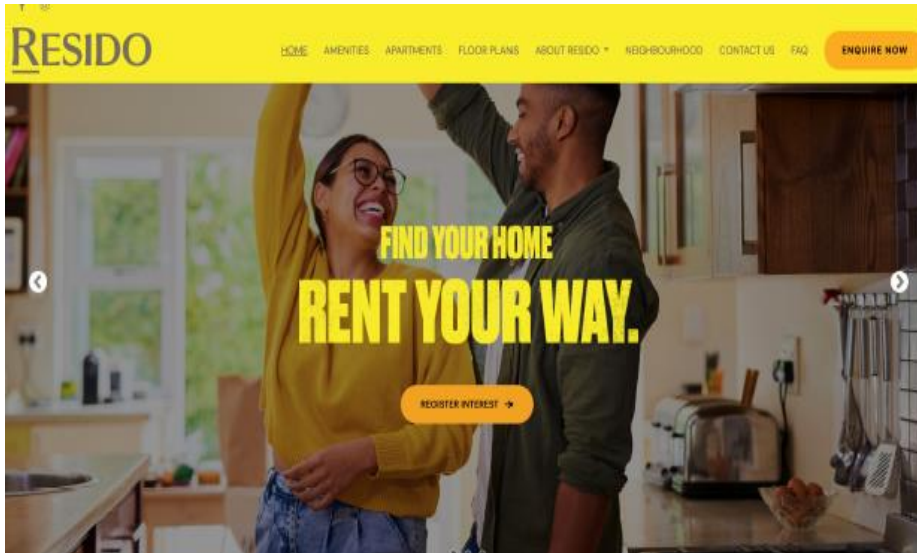 RESIDO
HOME AMENITIES APARTMENTS FLOOR PLANS ABOUT RESIDO NEIGHBOURHOOD CONTACT US FAQ ENQUIRE NOW
FIND YOUR HOME
RENT YOUR WAY.
REGISTER INTEREST →